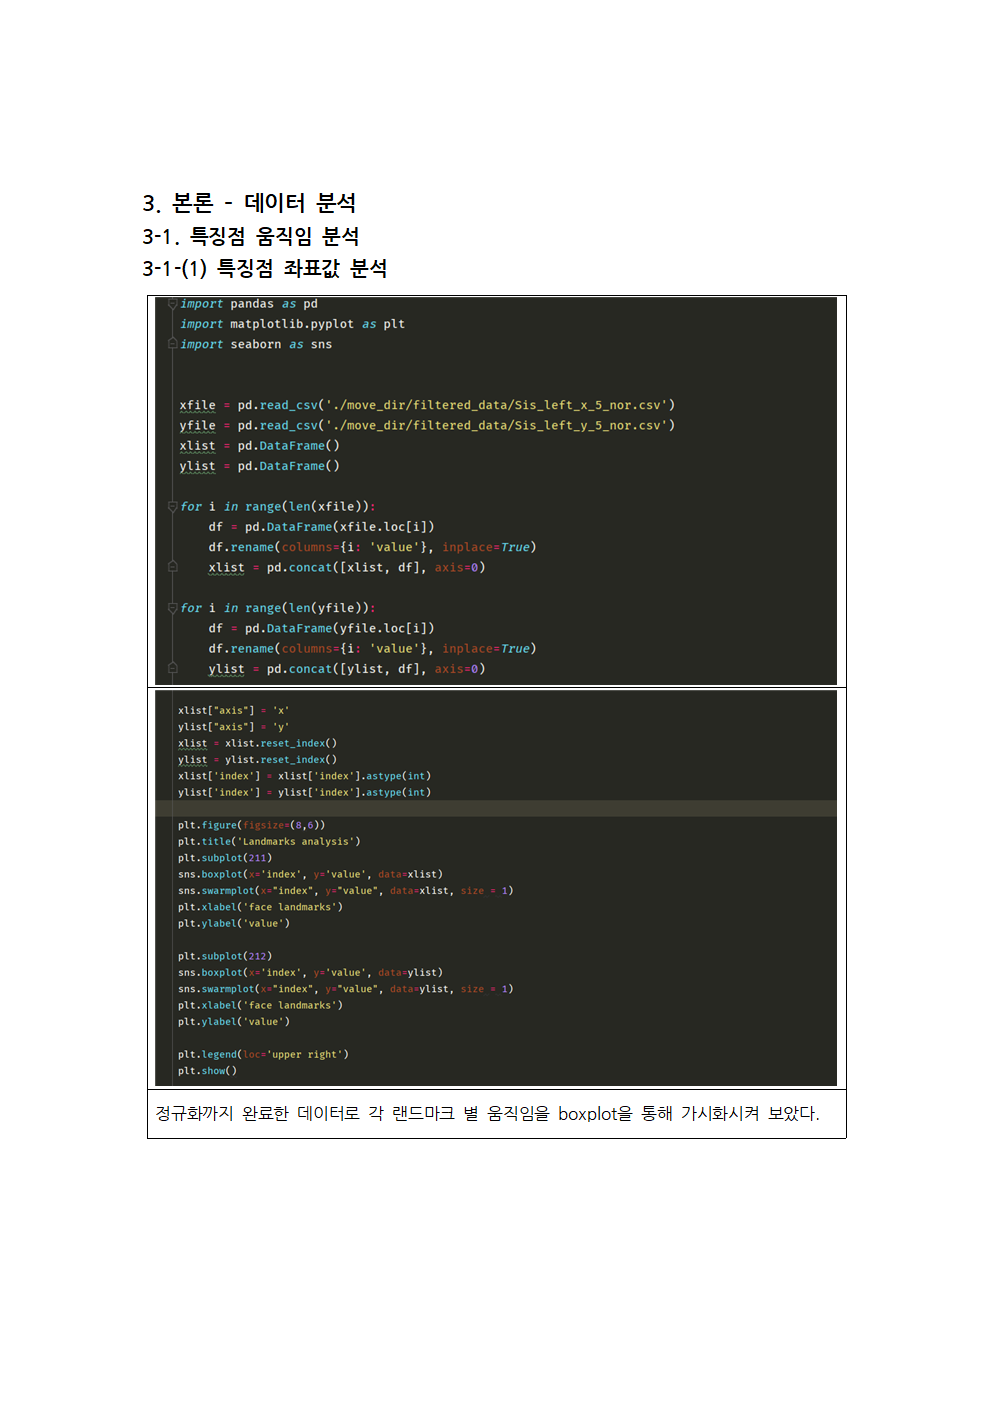 3. 본론 - 데이터 분석
3-1. 특징점 움직임 분석
3-1-(1) 특징점 좌표값 분석
import pandas as pd
import matplotlib.pyplot as plt
import seaborn as sns
xfile = pd.read_csv('./move_dir/filtered_data/Sis_left_x_5_nor.csv')
yfile = pd.read_csv('./move_dir/filtered_data/Sis_left_y_5_nor.csv')
xlist = pd.DataFrame()
ylist = pd.DataFrame()
for i in range(len(xfile)):
    df = pd.DataFrame(xfile.loc[i])
    df.rename(columns={i: 'value'}, inplace=True)
    xlist = pd.concat([xlist, df], axis=0)
for i in range(len(yfile)):
    df = pd.DataFrame(yfile.loc[i])
    df.rename(columns={i: 'value'}, inplace=True)
    ylist = pd.concat([ylist, df], axis=0)
xlist["axis"] = 'x'
ylist["axis"] = 'y'
xlist = xlist.reset_index()
ylist = ylist.reset_index()
xlist['index'] = xlist['index'].astype(int)
ylist['index'] = ylist['index'].astype(int)
plt.figure(figsize=(8,6))
plt.title('Landmarks analysis')
plt.subplot(211)
sns.boxplot(x='index', y='value', data=xlist)
sns.swarmplot(x="index", y="value", data=xlist, size = 1)
plt.xlabel('face landmarks')
plt.ylabel('value')
plt.subplot(212)
sns.boxplot(x='index', y='value', data=ylist)
sns.swarmplot(x="index", y="value", data=ylist, size = 1)
plt.xlabel('face landmarks')
plt.ylabel('value')
plt.legend(loc='upper right')
plt.show()
정규화까지 완료한 데이터로 각 랜드마크 별 움직임을 boxplot을 통해 가시화시켜 보았다.